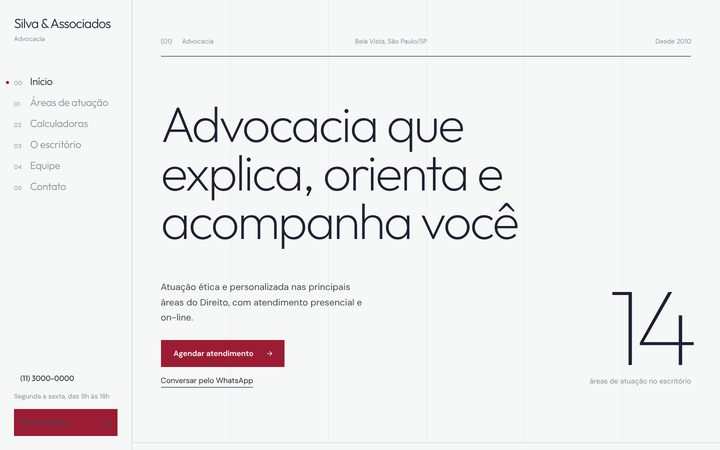 Silva & Associados
Advocacia
00 Início
01 Áreas de atuação
02 Calculadoras
03 O escritório
04 Equipe
05 Contato
(11) 3000-0000
Segunda a sexta, das 9h às 18h
(01) Advocacia
Bela Vista, São Paulo/SP
Desde 2010
Advocacia que
explica, orienta e
acompanha você
Atuação ética e personalizada nas principais
áreas do Direito, com atendimento presencial e
on-line.
Agendar atendimento →
Conversar pelo WhatsApp
14
áreas de atuação no escritório